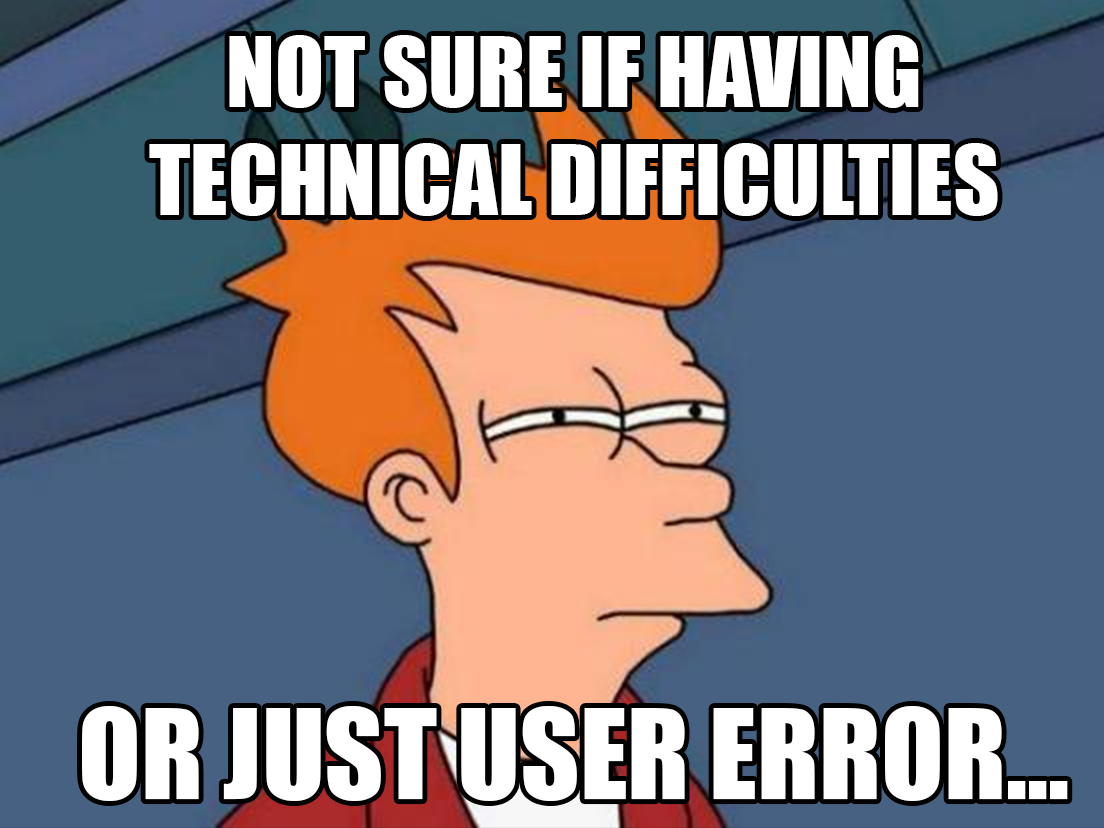 NOT SURE IF HAVING
TECHNICAL DIFFICULTIES
OR JUST USER ERROR...